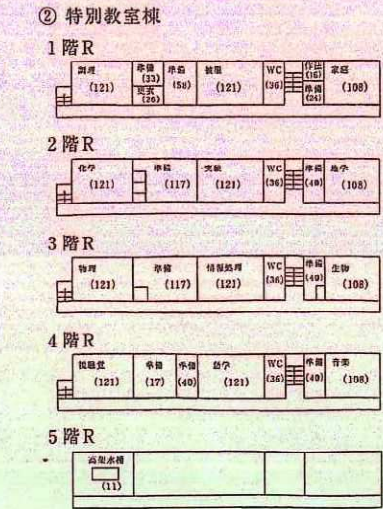 ② 特別教室棟
1階R
調理 準備 準備 被服 WC 作法 家庭
(121) (33) (58) (121) (36) (16) (108)
更衣 準備
(26) (24)
2階R
化学 準備 実験 WC 準備 地学
(121) (117) (121) (36) (40) (108)
3階R
物理 準備 情報処理 WC 準備 生物
(121) (117) (121) (36) (40) (108)
4階R
視聴覚 準備 準備 語学 WC 準備 音楽
(121) (17) (40) (121) (36) (40) (108)
5階R
高架水槽
(11)